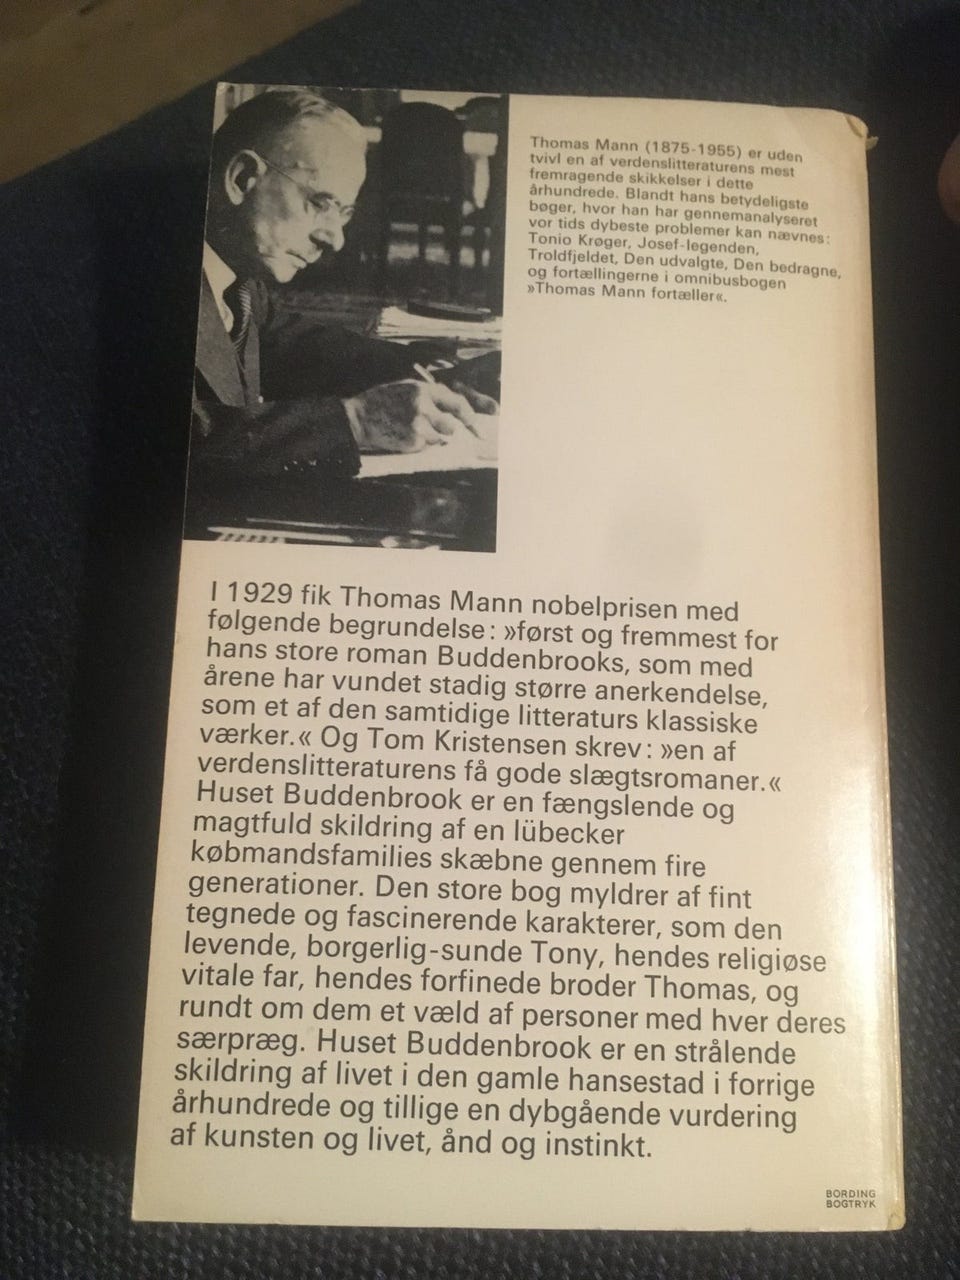 Thomas Mann (1875-1955) er uden
tvivl en af verdenslitteraturens mest
fremragende skikkelser i dette
århundrede. Blandt hans betydeligste
bøger, hvor han har gennemanalyseret
vor tids dybeste problemer kan nævnes:
Tonio Krøger, Josef-legenden,
Troldfjeldet, Den udvalgte, Den bedragne,
og fortællingerne i omnibusbogen
»Thomas Mann fortæller«.
I 1929 fik Thomas Mann nobelprisen med
følgende begrundelse: »først og fremmest for
hans store roman Buddenbrooks, som med
årene har vundet stadig større anerkendelse,
som et af den samtidige litteraturs klassiske
værker.« Og Tom Kristensen skrev: »en af
verdenslitteraturens få gode slægtsromaner.«
Huset Buddenbrook er en fængslende og
magtfuld skildring af en lübecker
købmandsfamilies skæbne gennem fire
generationer. Den store bog myldrer af fint
tegnede og fascinerende karakterer, som den
levende, borgerlig-sunde Tony, hendes religiøse
vitale far, hendes forfinede broder Thomas, og
rundt om dem et væld af personer med hver deres
særpræg. Huset Buddenbrook er en strålende
skildring af livet i den gamle hansestad i forrige
århundrede og tillige en dybgående vurdering
af kunsten og livet, ånd og instinkt.
BORDING
BOGTRYK